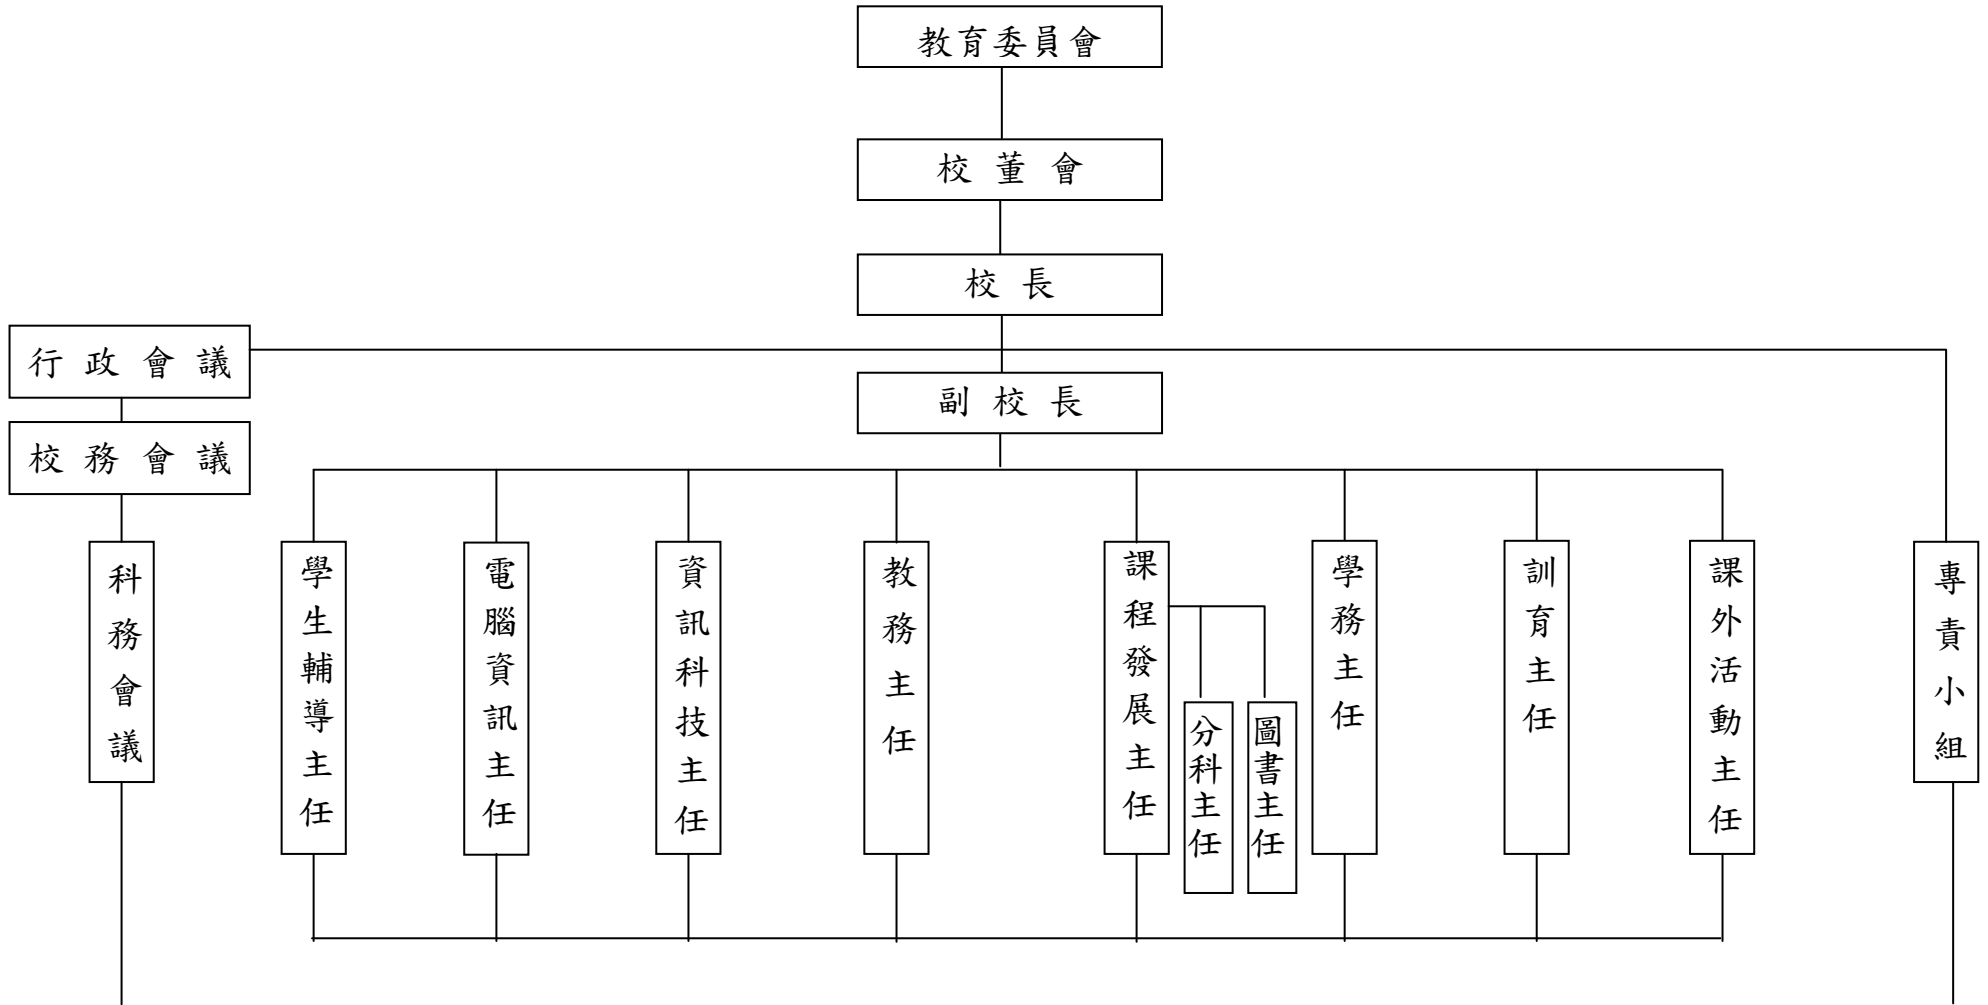 教育委員會
校董會
校長
行政會議
副校長
校務會議
科務會議
學生輔導主任
電腦資訊主任
資訊科技主任
教務主任
課程發展主任
分科主任
圖書主任
學務主任
訓育主任
課外活動主任
專責小組